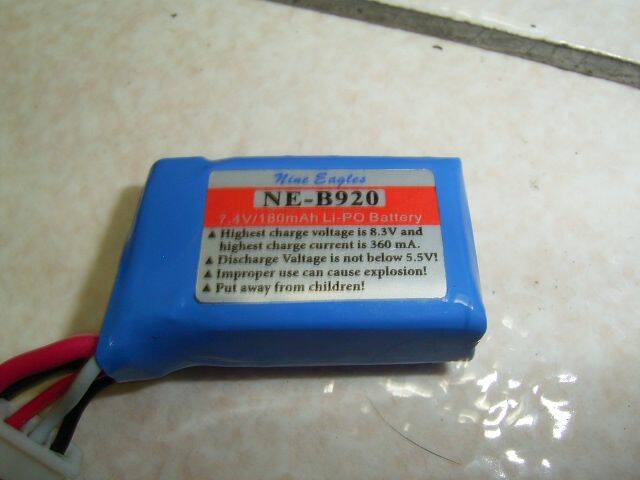 Nine Eagles
NE-B920
7.4V/180mAh Li-PO Battery
▲ Highest charge voltage is 8.3V and
highest charge current is 360 mA.
▲ Discharge Valtage is not below 5.5V!
▲ Improper use can cause explosion!
▲ Put away from children!